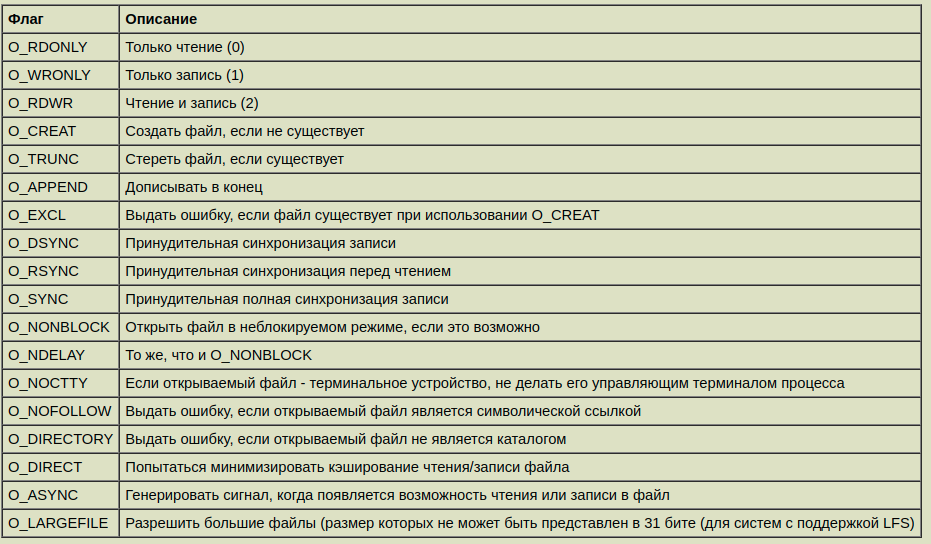 Флаг Описание
O_RDONLY Только чтение (0)
O_WRONLY Только запись (1)
O_RDWR Чтение и запись (2)
O_CREAT Создать файл, если не существует
O_TRUNC Стереть файл, если существует
O_APPEND Дописывать в конец
O_EXCL Выдать ошибку, если файл существует при использовании O_CREAT
O_DSYNC Принудительная синхронизация записи
O_RSYNC Принудительная синхронизация перед чтением
O_SYNC Принудительная полная синхронизация записи
O_NONBLOCK Открыть файл в неблокируемом режиме, если это возможно
O_NDELAY То же, что и O_NONBLOCK
O_NOCTTY Если открываемый файл - терминальное устройство, не делать его управляющим терминалом процесса
O_NOFOLLOW Выдать ошибку, если открываемый файл является символической ссылкой
O_DIRECTORY Выдать ошибку, если открываемый файл не является каталогом
O_DIRECT Попытаться минимизировать кэширование чтения/записи файла
O_ASYNC Генерировать сигнал, когда появляется возможность чтения или записи в файл
O_LARGEFILE Разрешить большие файлы (размер которых не может быть представлен в 31 бите (для систем с поддержкой LFS)